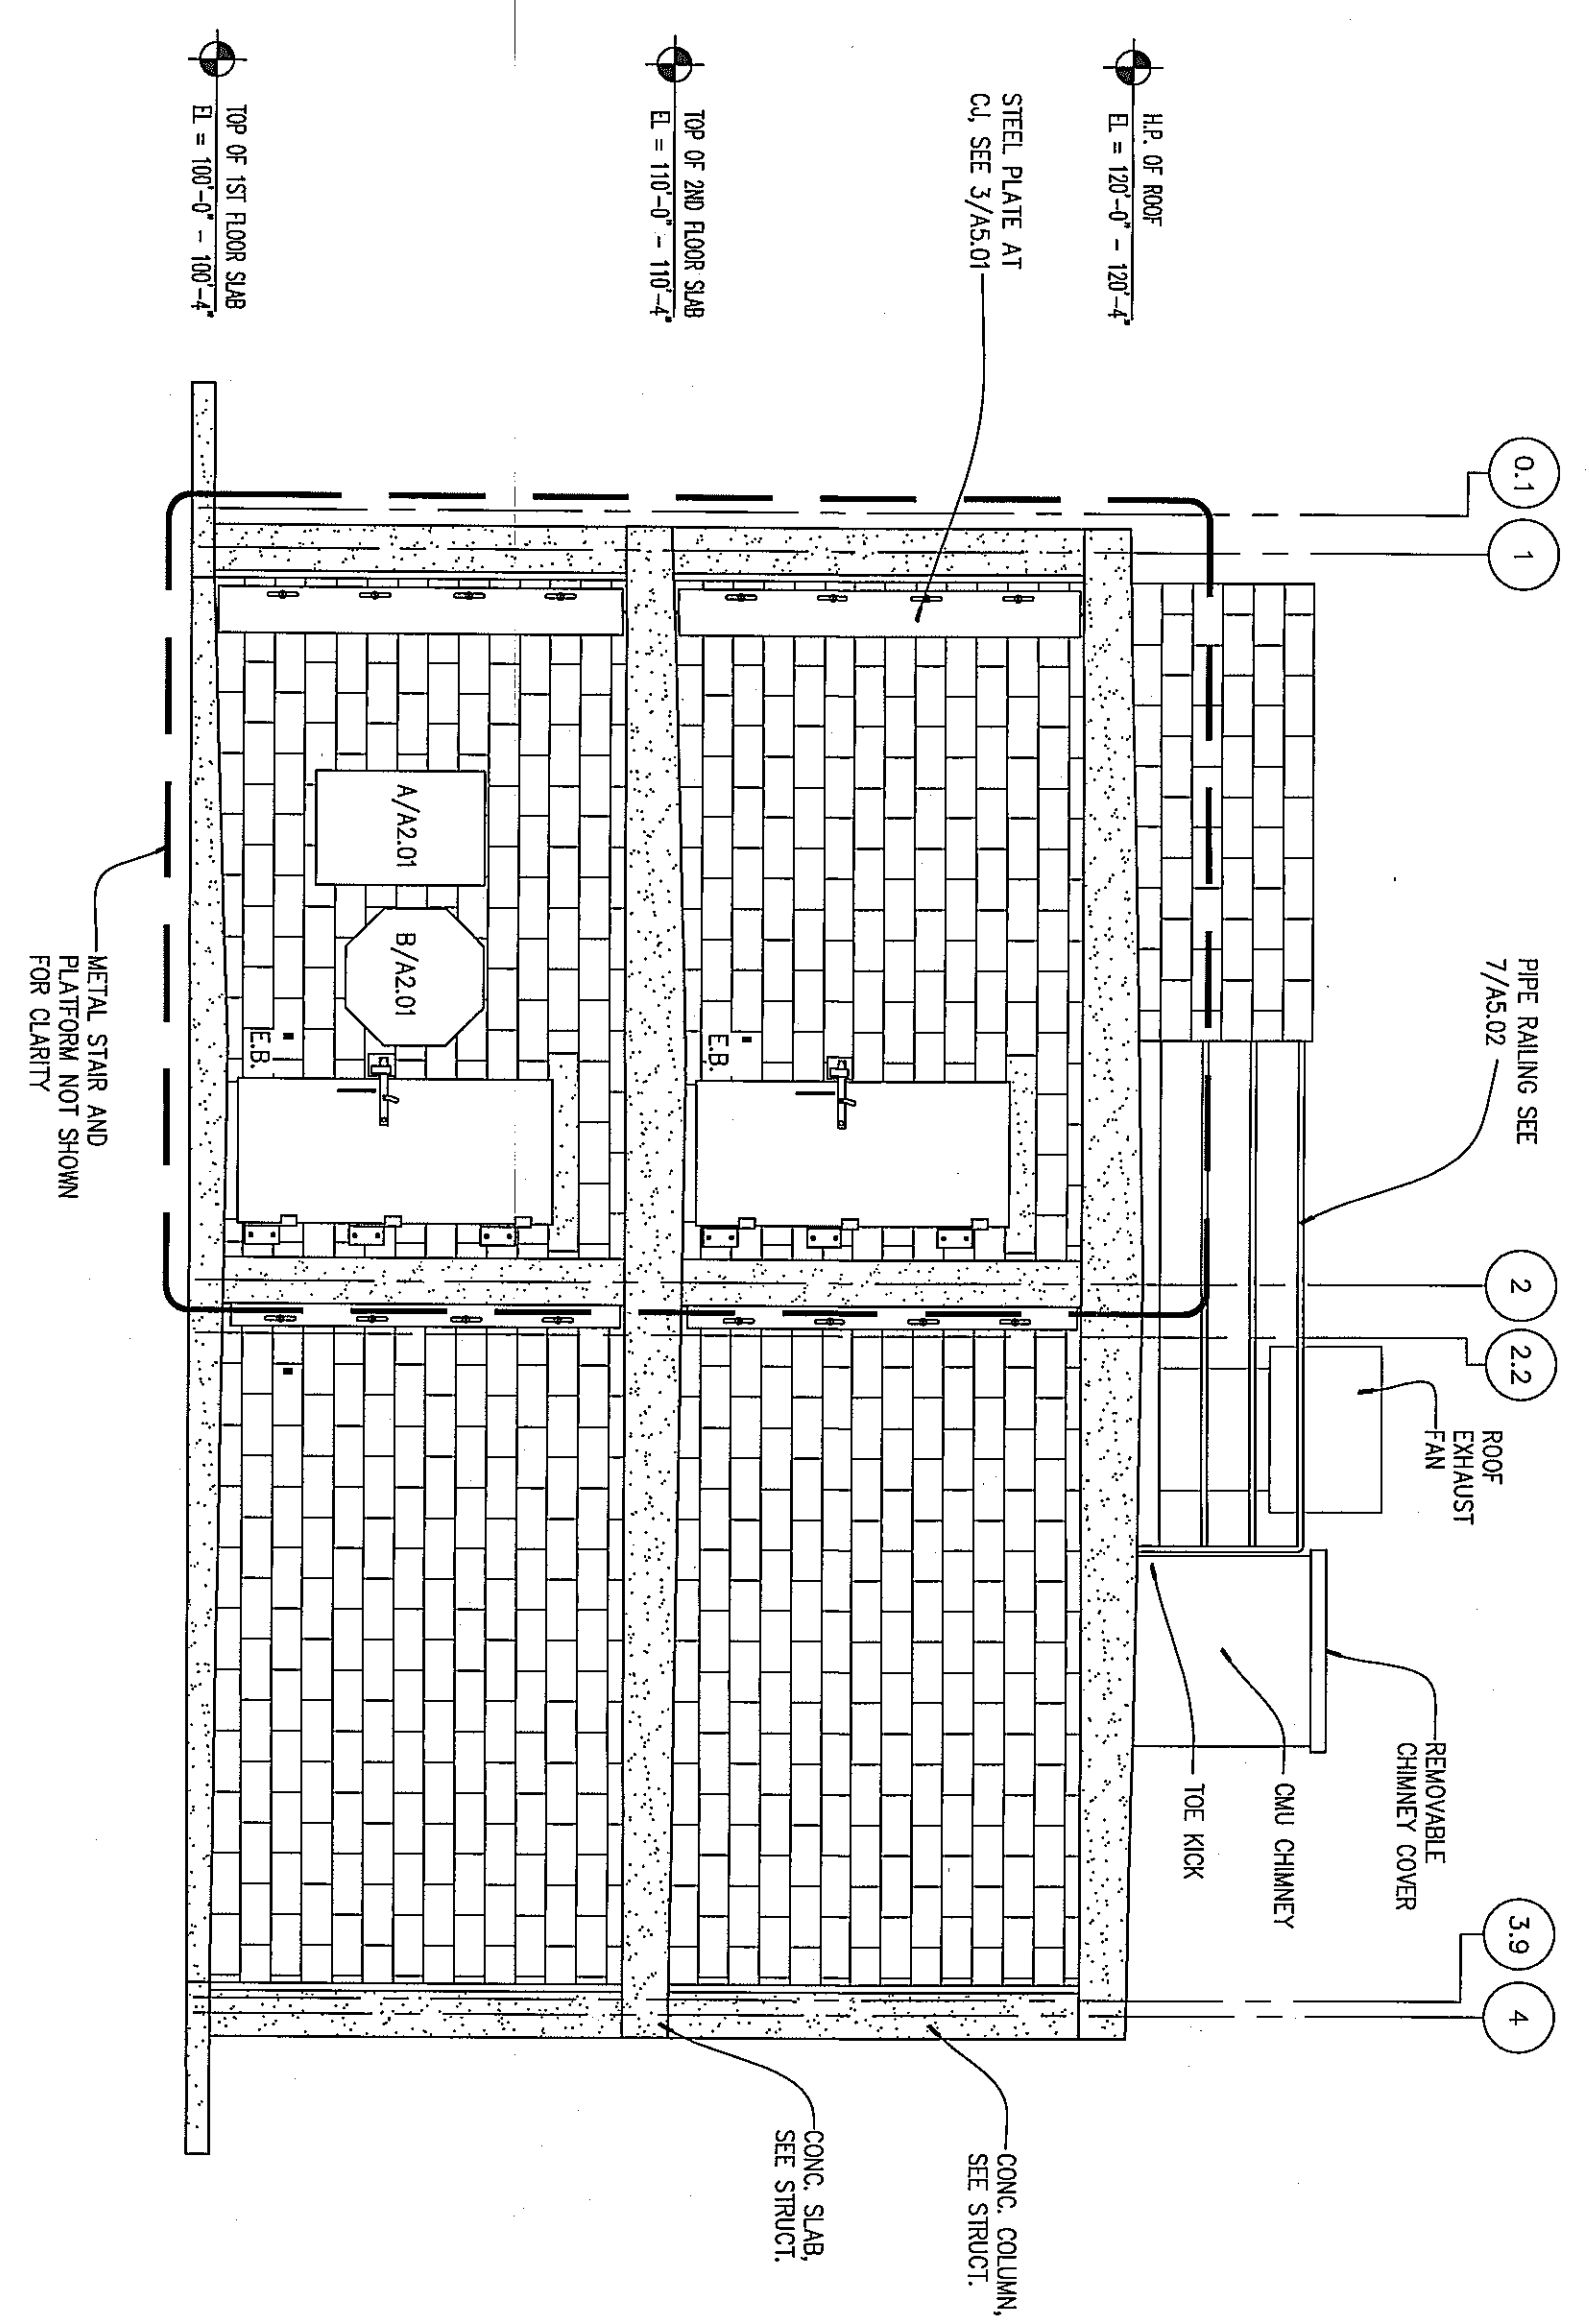 0.1
1
2
2.2
3.9
4
PIPE RAILING SEE
7/A5.02
ROOF
EXHAUST
FAN
REMOVABLE
CHIMNEY COVER
CMU CHIMNEY
TOE KICK
H.P. OF ROOF
EL = 120'-0" - 120'-4"
STEEL PLATE AT
CJ, SEE 3/A5.01
TOP OF 2ND FLOOR SLAB
EL = 110'-0" - 110'-4"
TOP OF 1ST FLOOR SLAB
EL = 100'-0" - 100'-4"
E.B.
A/A2.01
B/A2.01
E.B.
CONC. COLUMN,
SEE STRUCT.
CONC. SLAB,
SEE STRUCT.
METAL STAIR AND
PLATFORM NOT SHOWN
FOR CLARITY